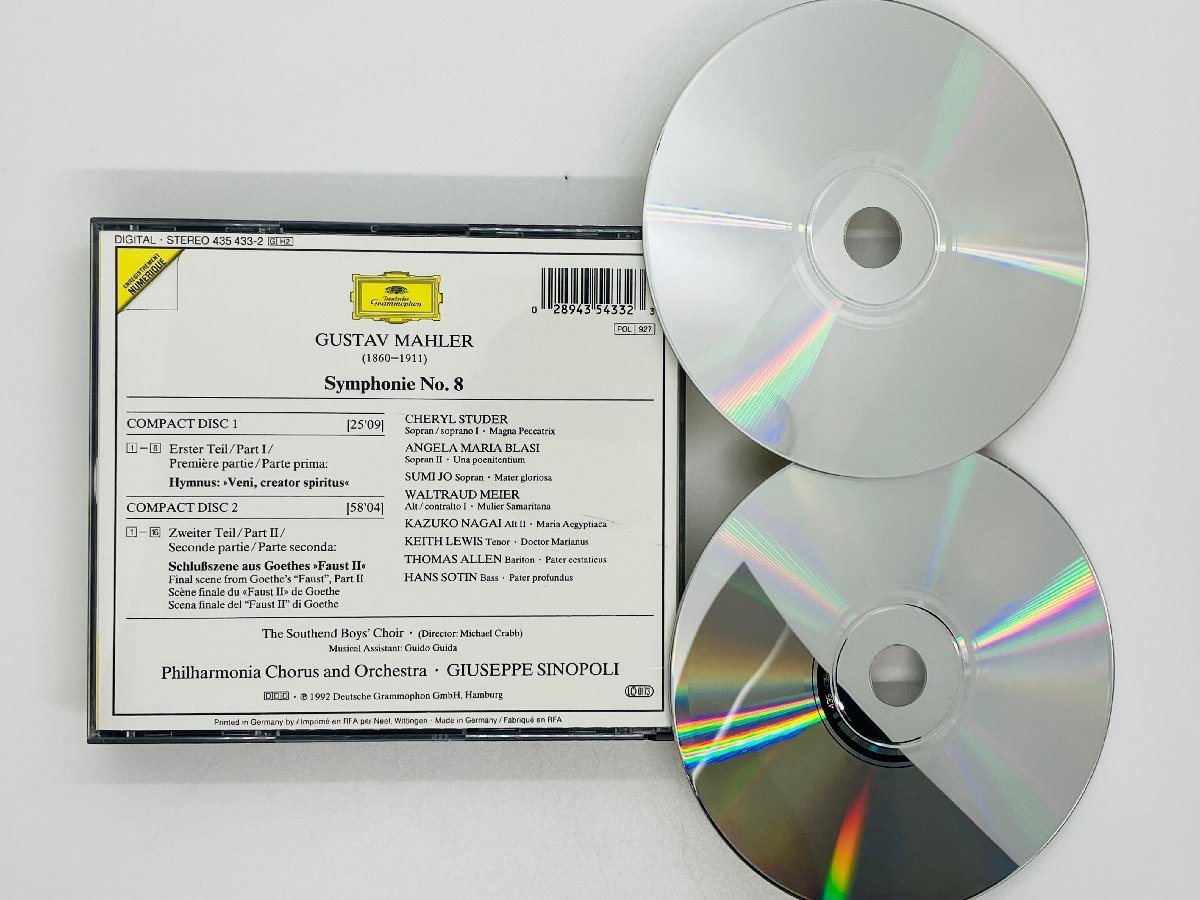 DIGITAL · STEREO 435 433-2 GH2
ENREGISTREMENT
NUMERIQUE
Deutsche
Grammophon
0 28943 54332 3
POL 927
GUSTAV MAHLER
(1860–1911)
Symphonie No. 8
COMPACT DISC 1 [25'09]
1 – 8 Erster Teil/Part I/
Première partie/Parte prima:
Hymnus: »Veni, creator spiritus«
COMPACT DISC 2 [58'04]
1 – 16 Zweiter Teil/Part II/
Seconde partie/Parte seconda:
Schlußszene aus Goethes »Faust II«
Final scene from Goethe's "Faust", Part II
Scène finale du «Faust II» de Goethe
Scena finale del "Faust II" di Goethe
CHERYL STUDER
Sopran/soprano I · Magna Peccatrix
ANGELA MARIA BLASI
Sopran II · Una poenitentium
SUMI JO Sopran · Mater gloriosa
WALTRAUD MEIER
Alt/contralto I · Mulier Samaritana
KAZUKO NAGAI Alt II · Maria Aegyptiaca
KEITH LEWIS Tenor · Doctor Marianus
THOMAS ALLEN Bariton · Pater ecstaticus
HANS SOTIN Bass · Pater profundus
The Southend Boys' Choir · (Director: Michael Crabb)
Musical Assistant: Guido Guida
Philharmonia Chorus and Orchestra · GIUSEPPE SINOPOLI
DDD · ℗ 1992 Deutsche Grammophon GmbH, Hamburg
LC 0173
Printed in Germany by / Imprimé en RFA par Neef, Wittingen · Made in Germany / Fabriqué en RFA